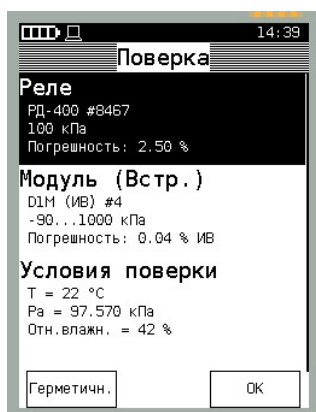 14:39
Поверка
Реле
РД-400 #8467
100 кПа
Погрешность: 2.50 %
Модуль (Встр.)
D1M (ИВ) #4
-90...1000 кПа
Погрешность: 0.04 % ИВ
Условия поверки
T = 22 °C
Pa = 97.570 кПа
Отн.влажн. = 42 %
Герметичн.
OK